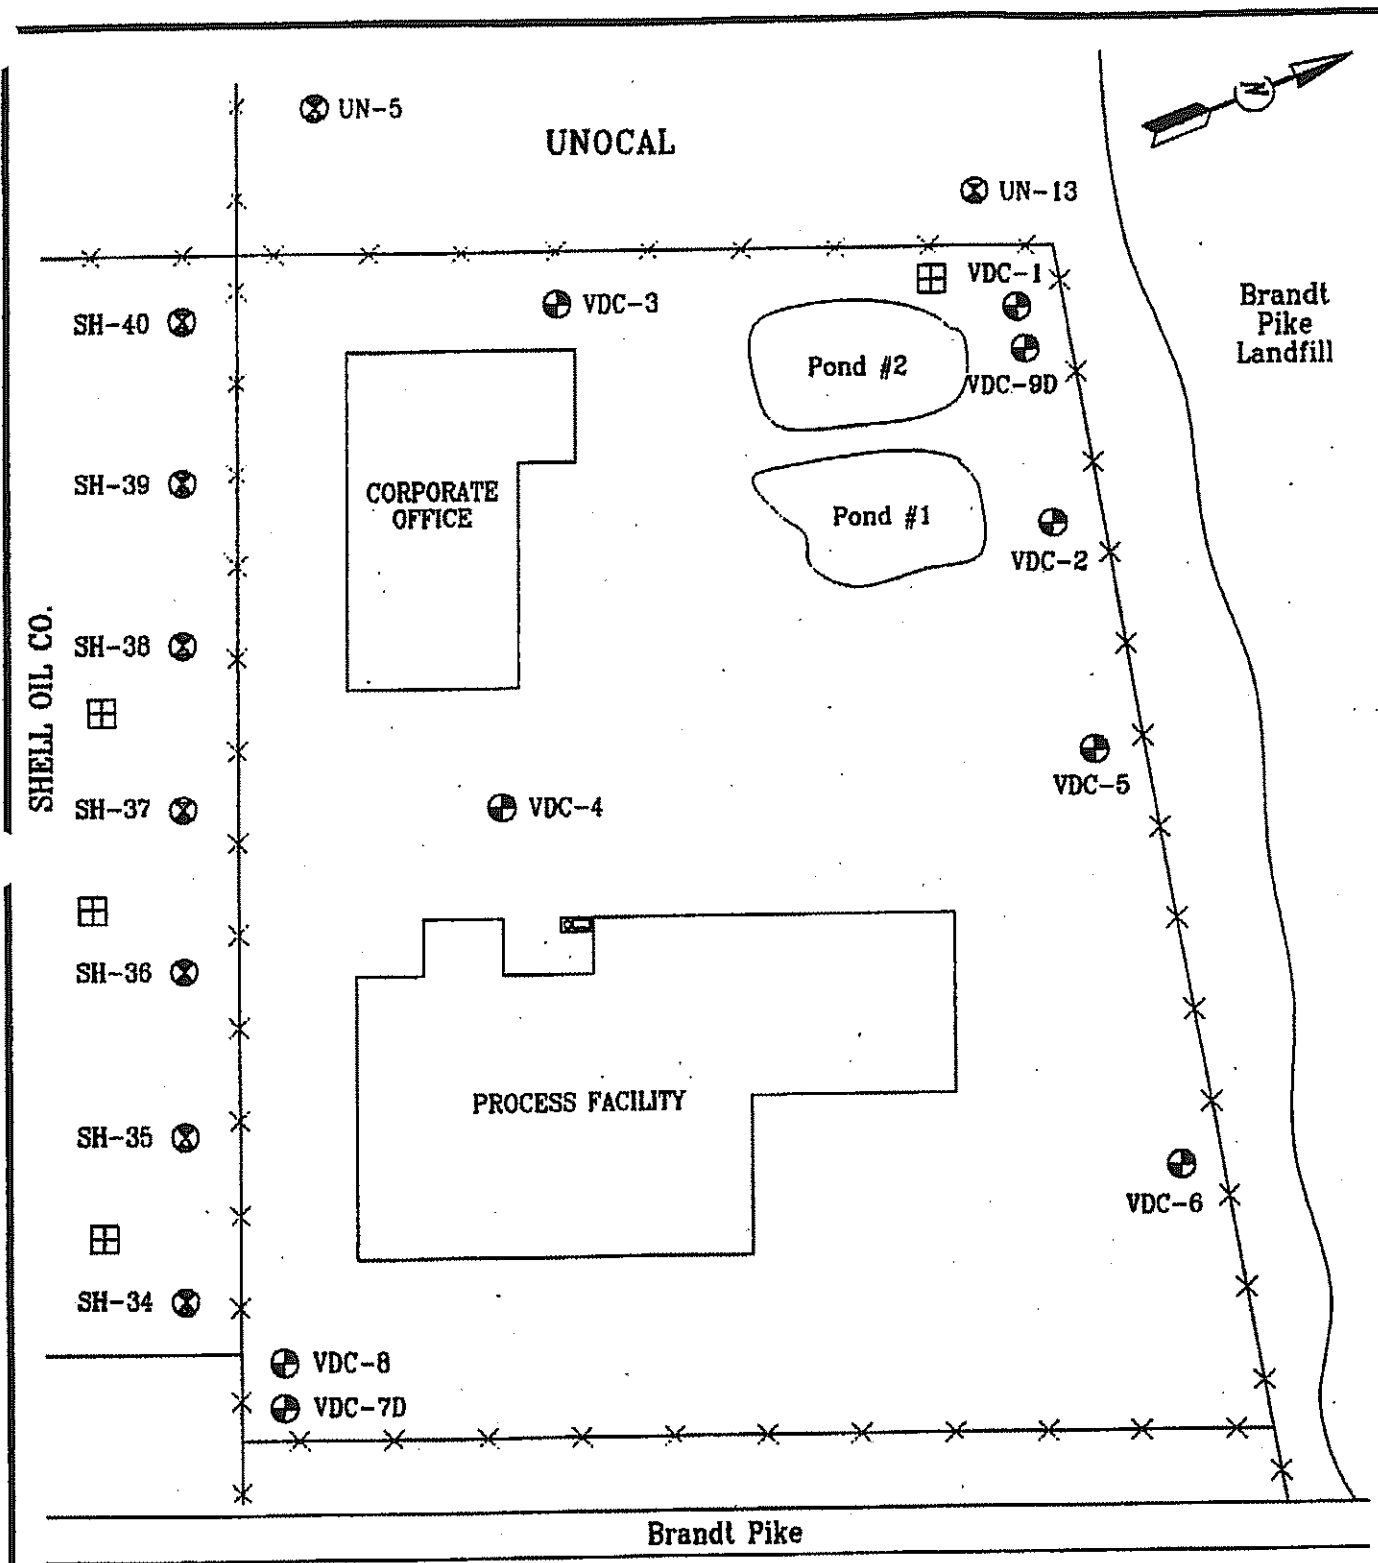 UN-5
UNOCAL
N
UN-13
VDC-1
VDC-3
SH-40
Brandt
Pike
Landfill
Pond #2
VDC-9D
SH-39
CORPORATE
OFFICE
Pond #1
VDC-2
SHELL OIL CO.
SH-38
VDC-5
SH-37
VDC-4
SH-36
PROCESS FACILITY
SH-35
VDC-6
SH-34
VDC-8
VDC-7D
Brandt Pike